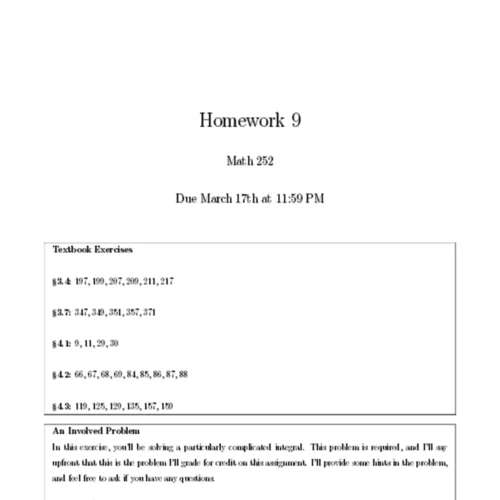 Homework 9
Math 252
Due March 17th at 11:59 PM
Textbook Exercises
§3.4: 197, 199, 207, 209, 211, 217
§3.7: 347, 349, 351, 357, 371
§4.1: 9, 11, 29, 30
§4.2: 66, 67, 68, 69, 84, 85, 86, 87, 88
§4.3: 119, 125, 129, 135, 157, 159
An Involved Problem
In this exercise, you'll be solving a particularly complicated integral. This problem is required, and I'll say
upfront that this is the problem I'll grade for credit on this assignment. I'll provide some hints in the problem,
and feel free to ask if you have any questions.